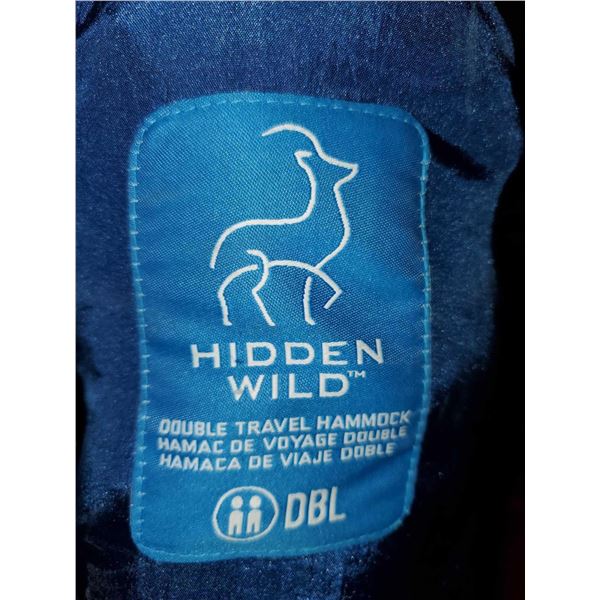 HIDDEN
WILD™
DOUBLE TRAVEL HAMMOCK
HAMAC DE VOYAGE DOUBLE
HAMACA DE VIAJE DOBLE
DBL